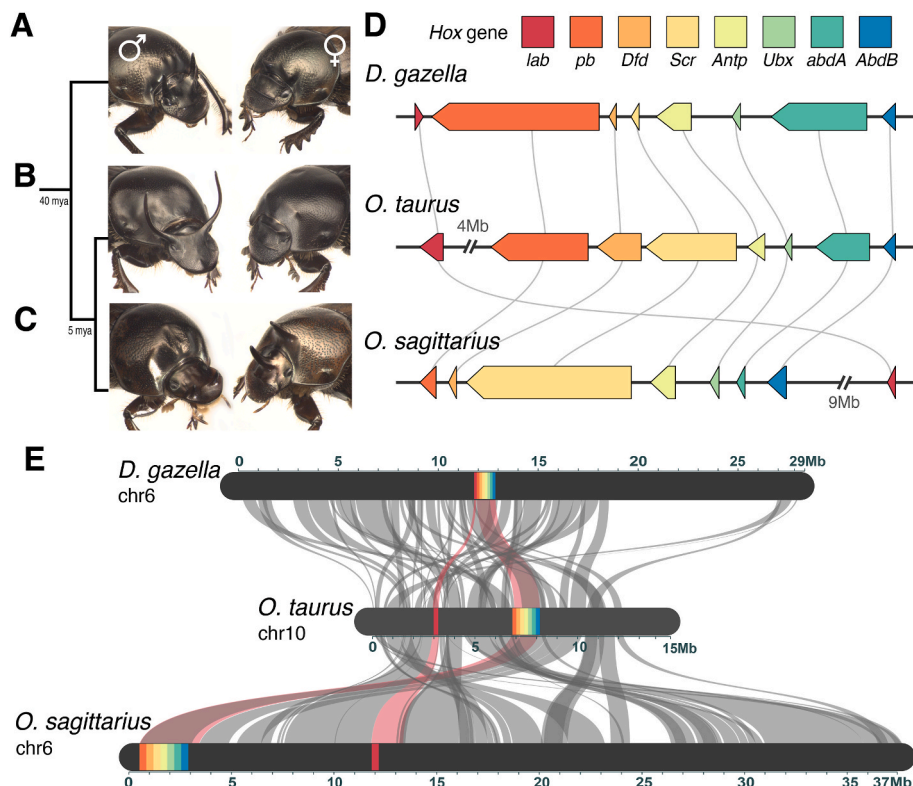 A
♂
♀
B
40 mya
C
5 mya
D
Hox gene
lab pb Dfd Scr Antp Ubx abdA AbdB
D. gazella
O. taurus
4Mb
O. sagittarius
9Mb
E
D. gazella
chr6
0 5 10 15 20 25 29Mb
O. taurus
chr10
0 5 10 15Mb
O. sagittarius
chr6
0 5 10 15 20 25 30 35 37Mb